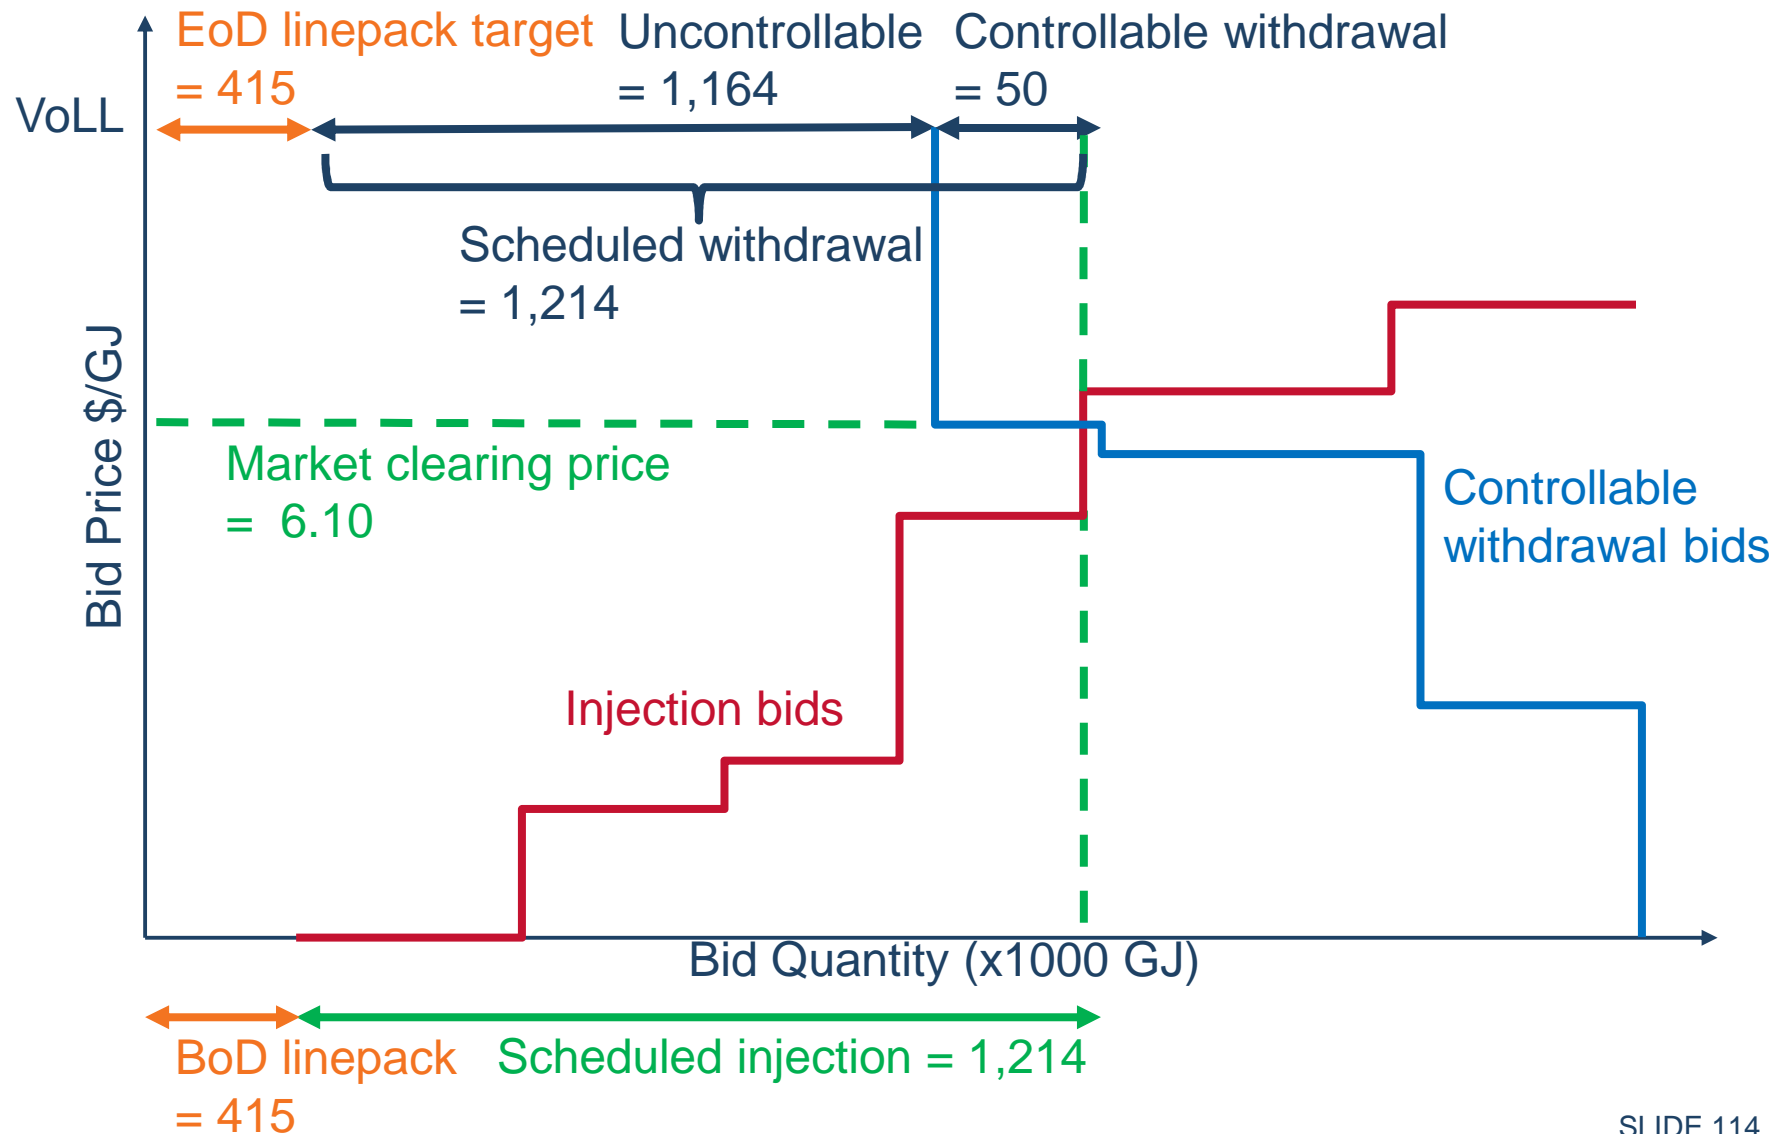 EoD linepack target
= 415
Uncontrollable
= 1,164
Controllable withdrawal
= 50
VoLL
Scheduled withdrawal
= 1,214
Bid Price $/GJ
Market clearing price
= 6.10
Controllable
withdrawal bids
Injection bids
Bid Quantity (x1000 GJ)
BoD linepack
= 415
Scheduled injection = 1,214
SLIDE 114